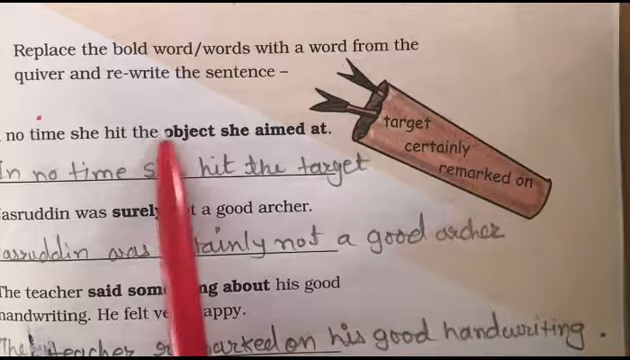 Replace the bold word/words with a word from the
quiver and re-write the sentence –
no time she hit the object she aimed at.
In no time hit the target
target
certainly
remarked on
asruddin was surely a good archer.
asruddin was tainly not a good archer
The teacher said som ng about his good
handwriting. He felt ve appy.
The teacher marked on his good handwriting.